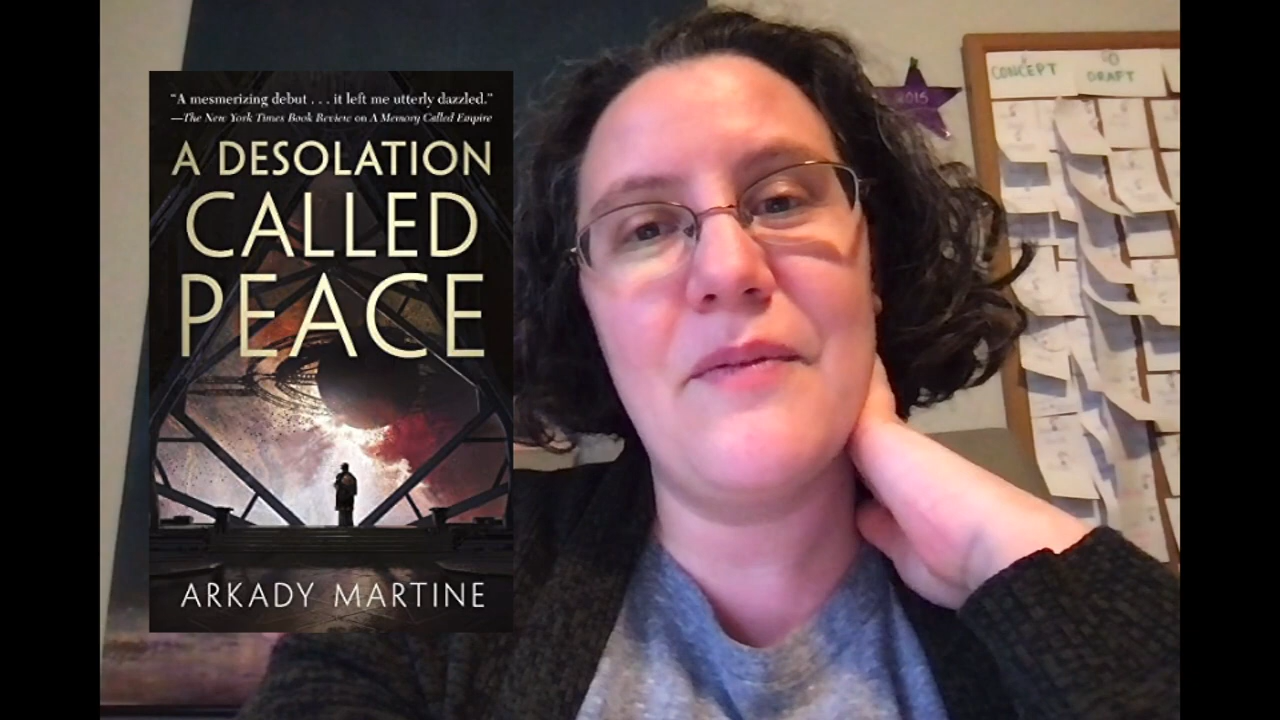 “A mesmerizing debut . . . it left me utterly dazzled.”
—The New York Times Book Review on A Memory Called Empire
A DESOLATION
CALLED
PEACE
ARKADY MARTINE
2015
CONCEPT
DRAFT